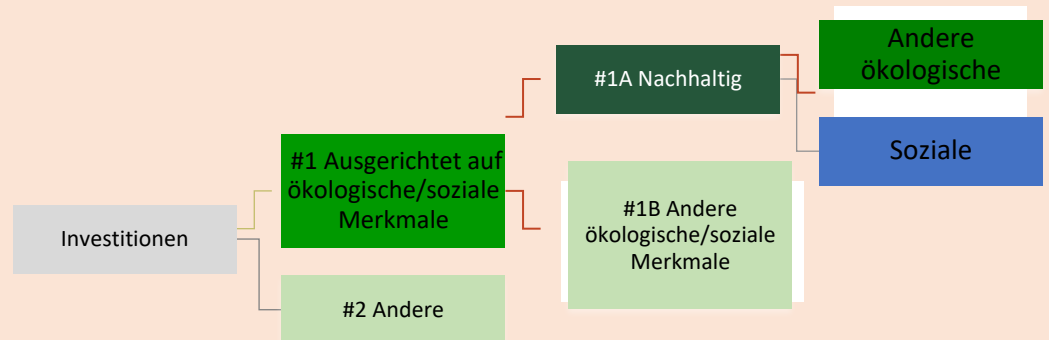 Investitionen
#1 Ausgerichtet auf
ökologische/soziale
Merkmale
#2 Andere
#1A Nachhaltig
#1B Andere
ökologische/soziale
Merkmale
Andere
ökologische
Soziale